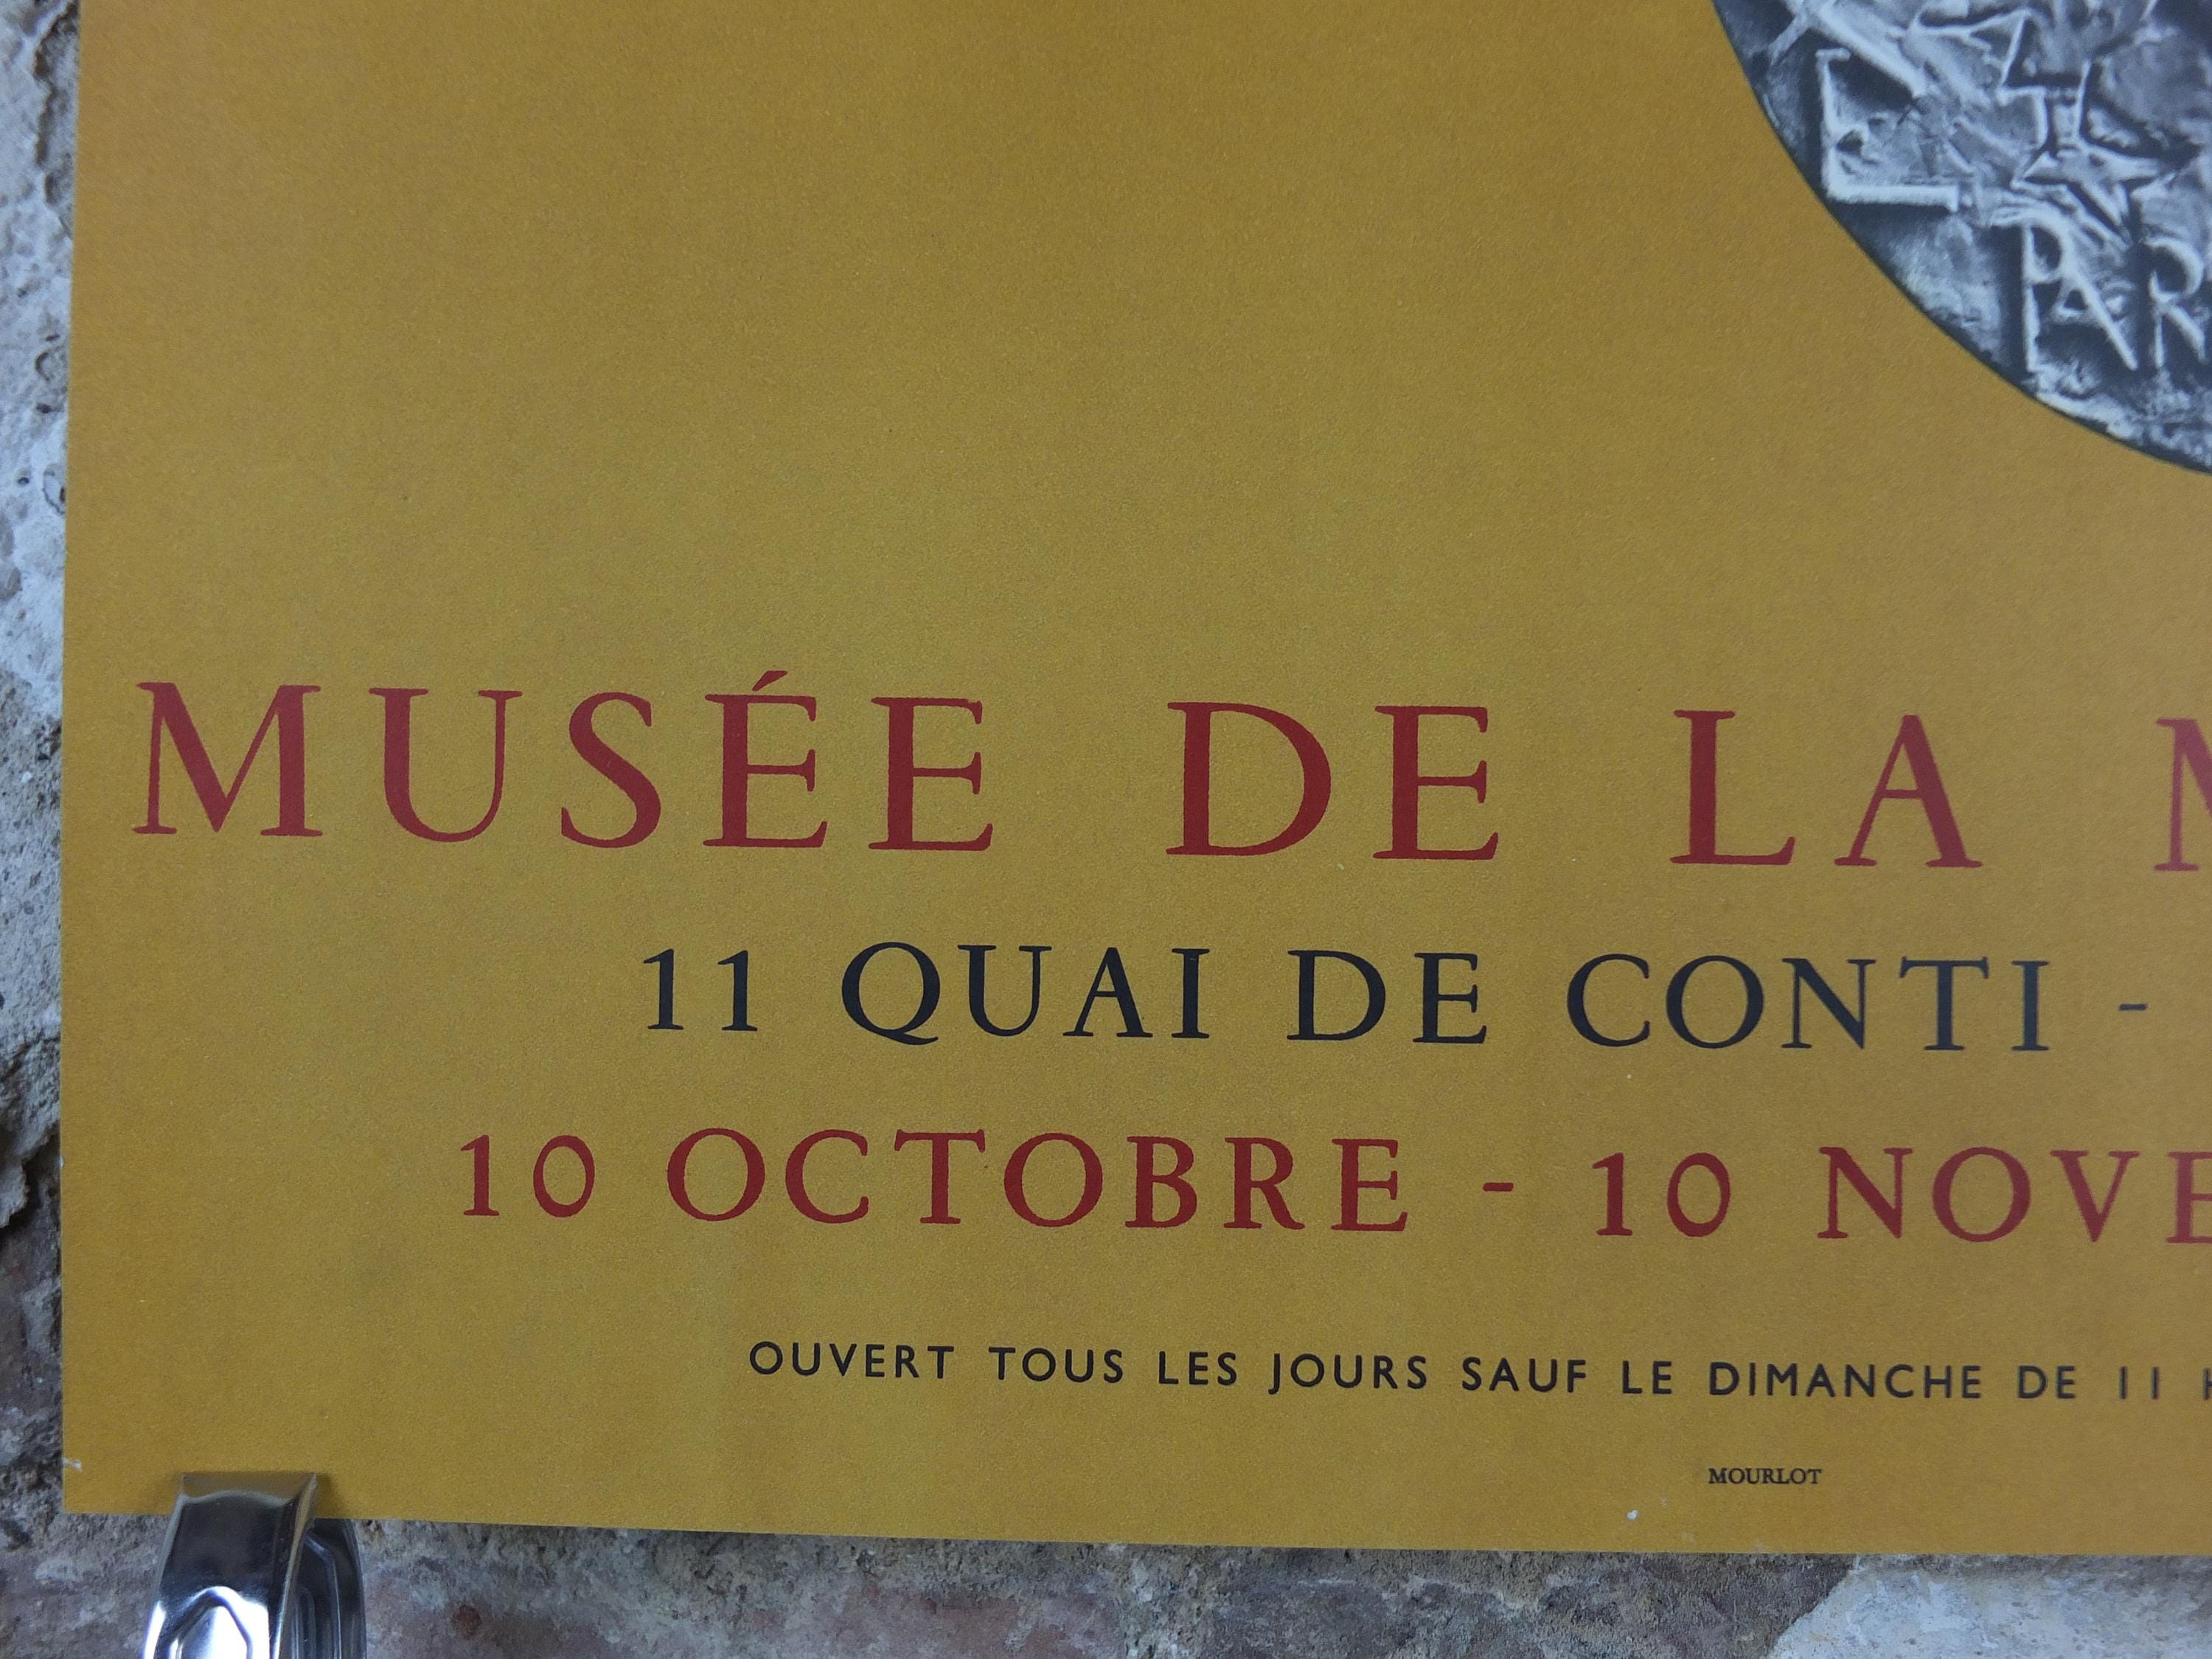 PAR
MUSÉE DE LA M
11 QUAI DE CONTI -
10 OCTOBRE - 10 NOVE
OUVERT TOUS LES JOURS SAUF LE DIMANCHE DE 11 H
MOURLOT